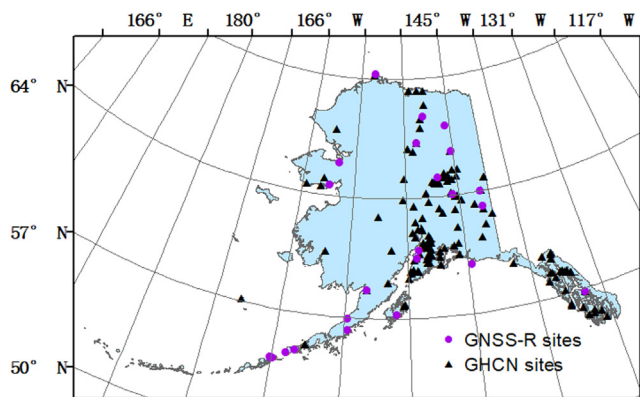 166° E 180° 166° W 145° W 131° W 117° W
64° N
57° N
50° N
GNSS-R sites
GHCN sites